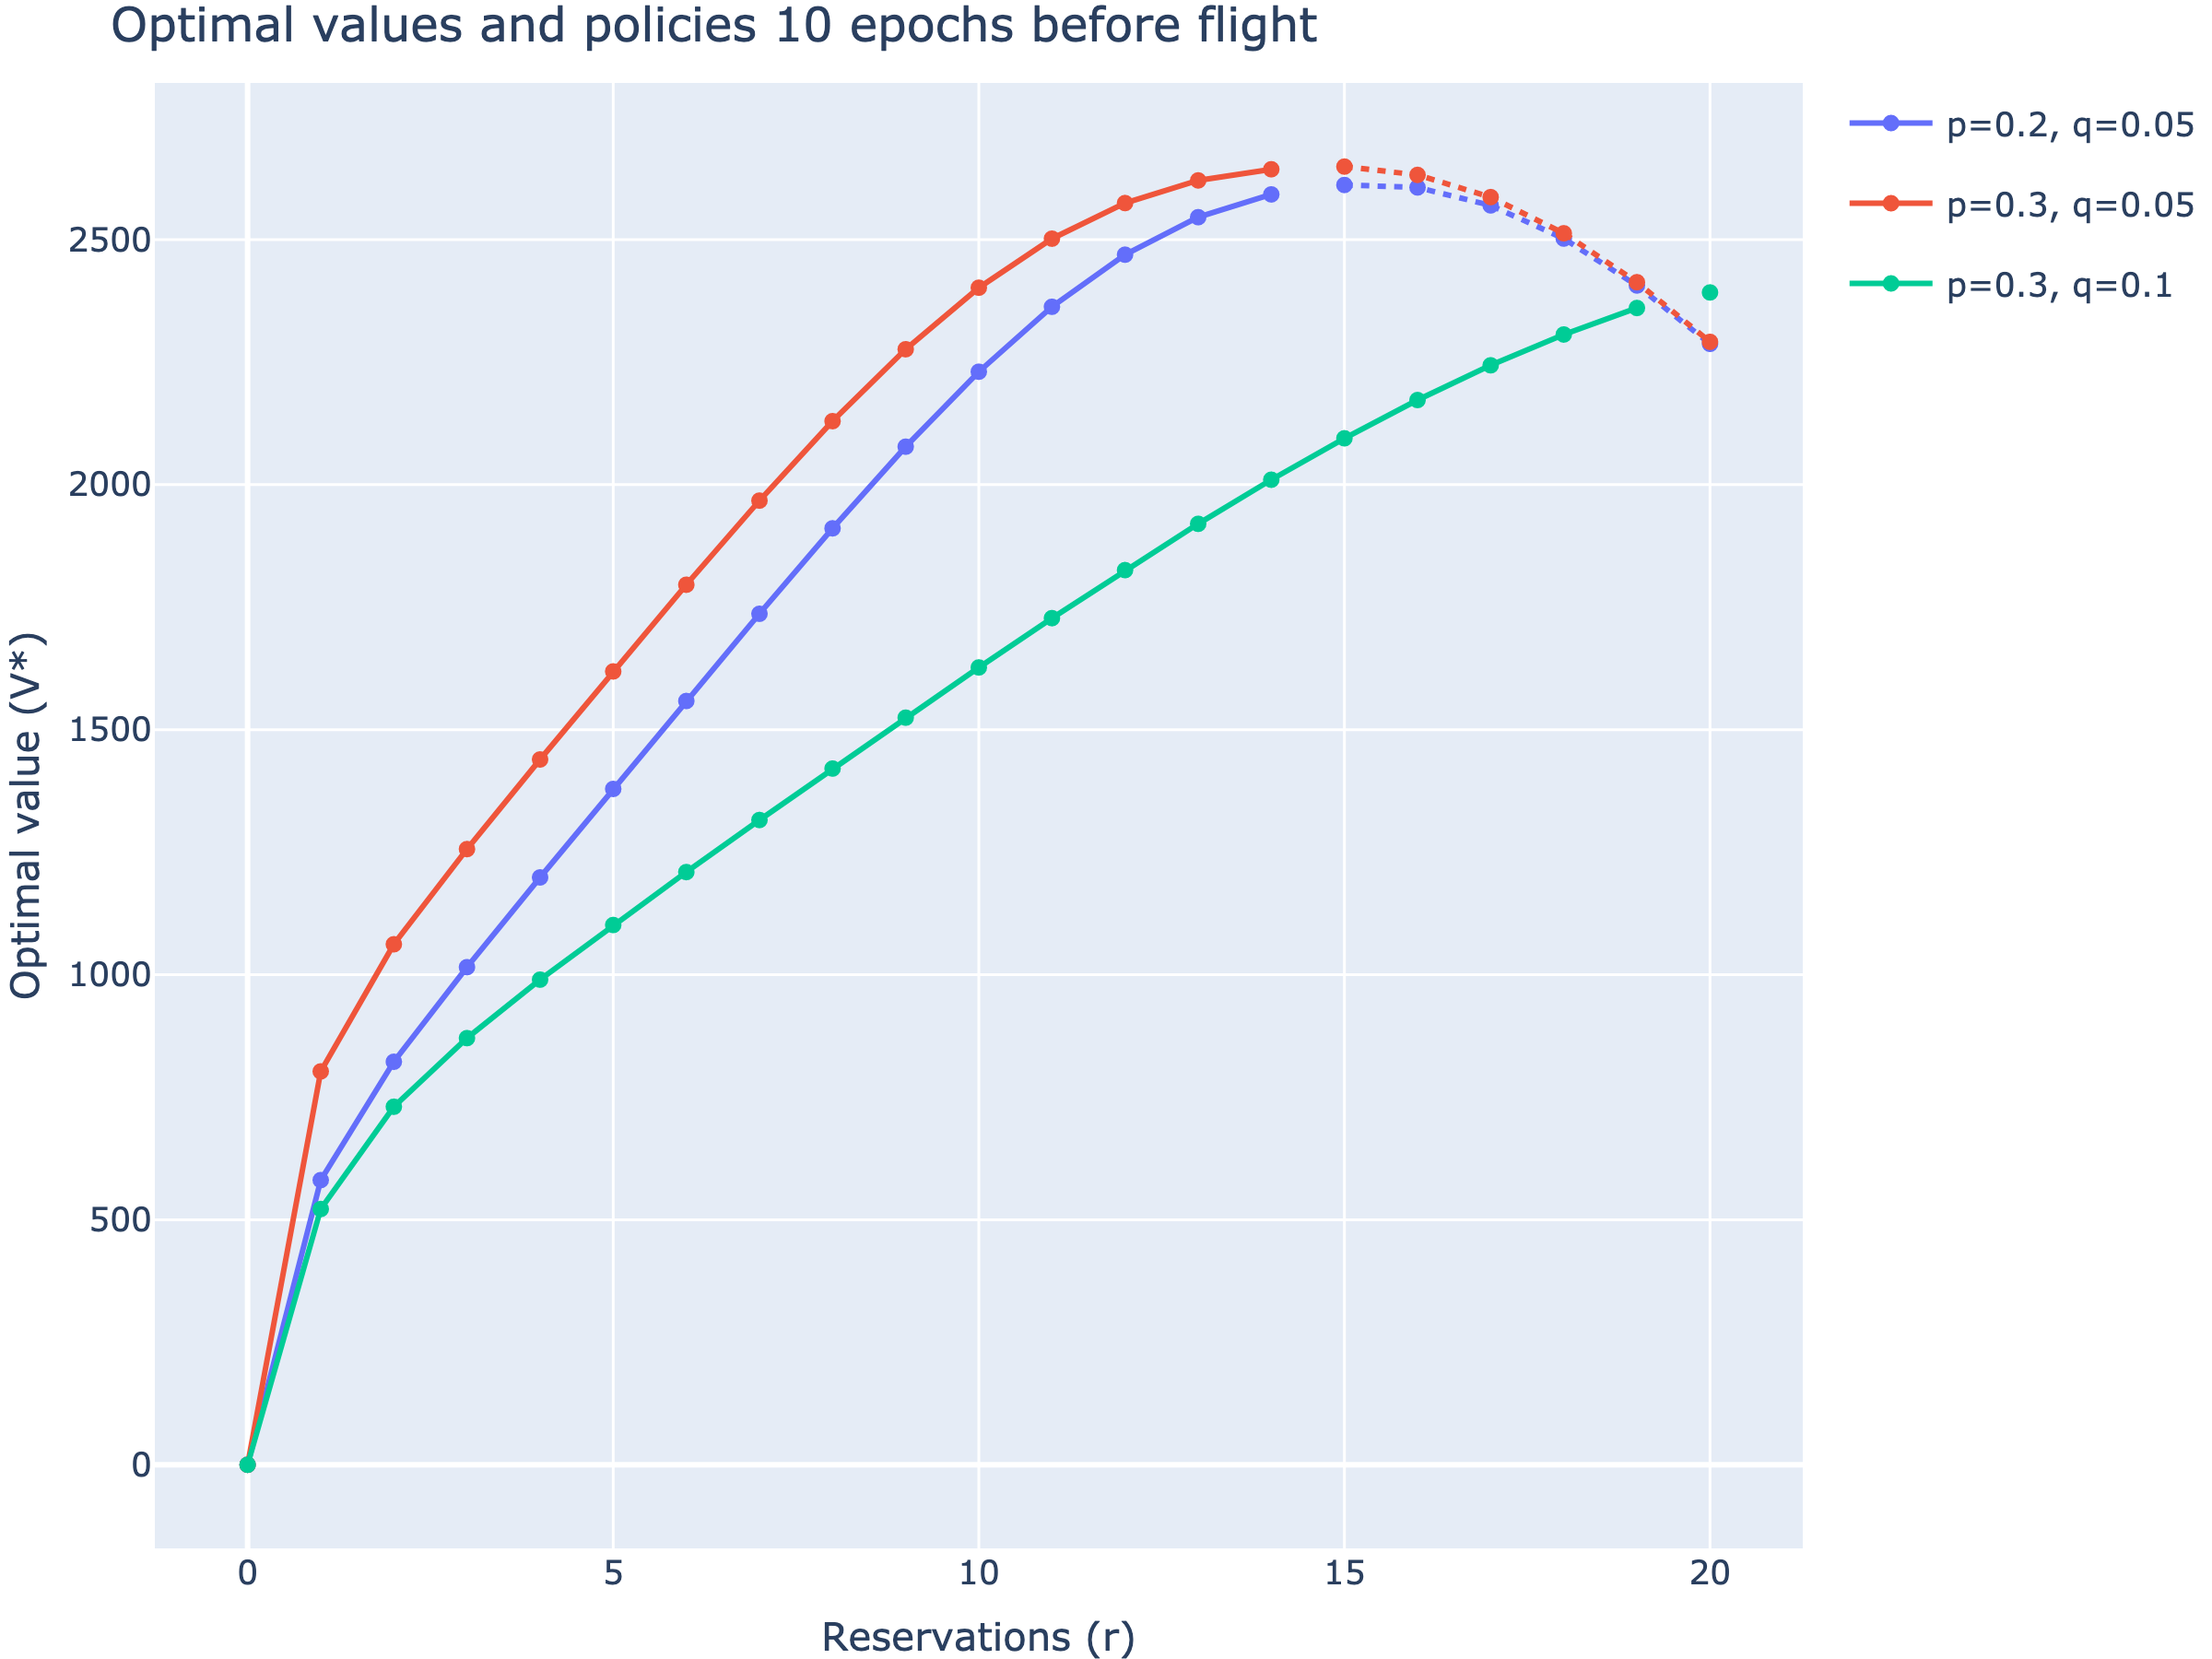 Optimal values and policies 10 epochs before flight
p=0.2, q=0.05
p=0.3, q=0.05
p=0.3, q=0.1
Optimal value (V*)
2500
2000
1500
1000
500
0
0 5 10 15 20
Reservations (r)